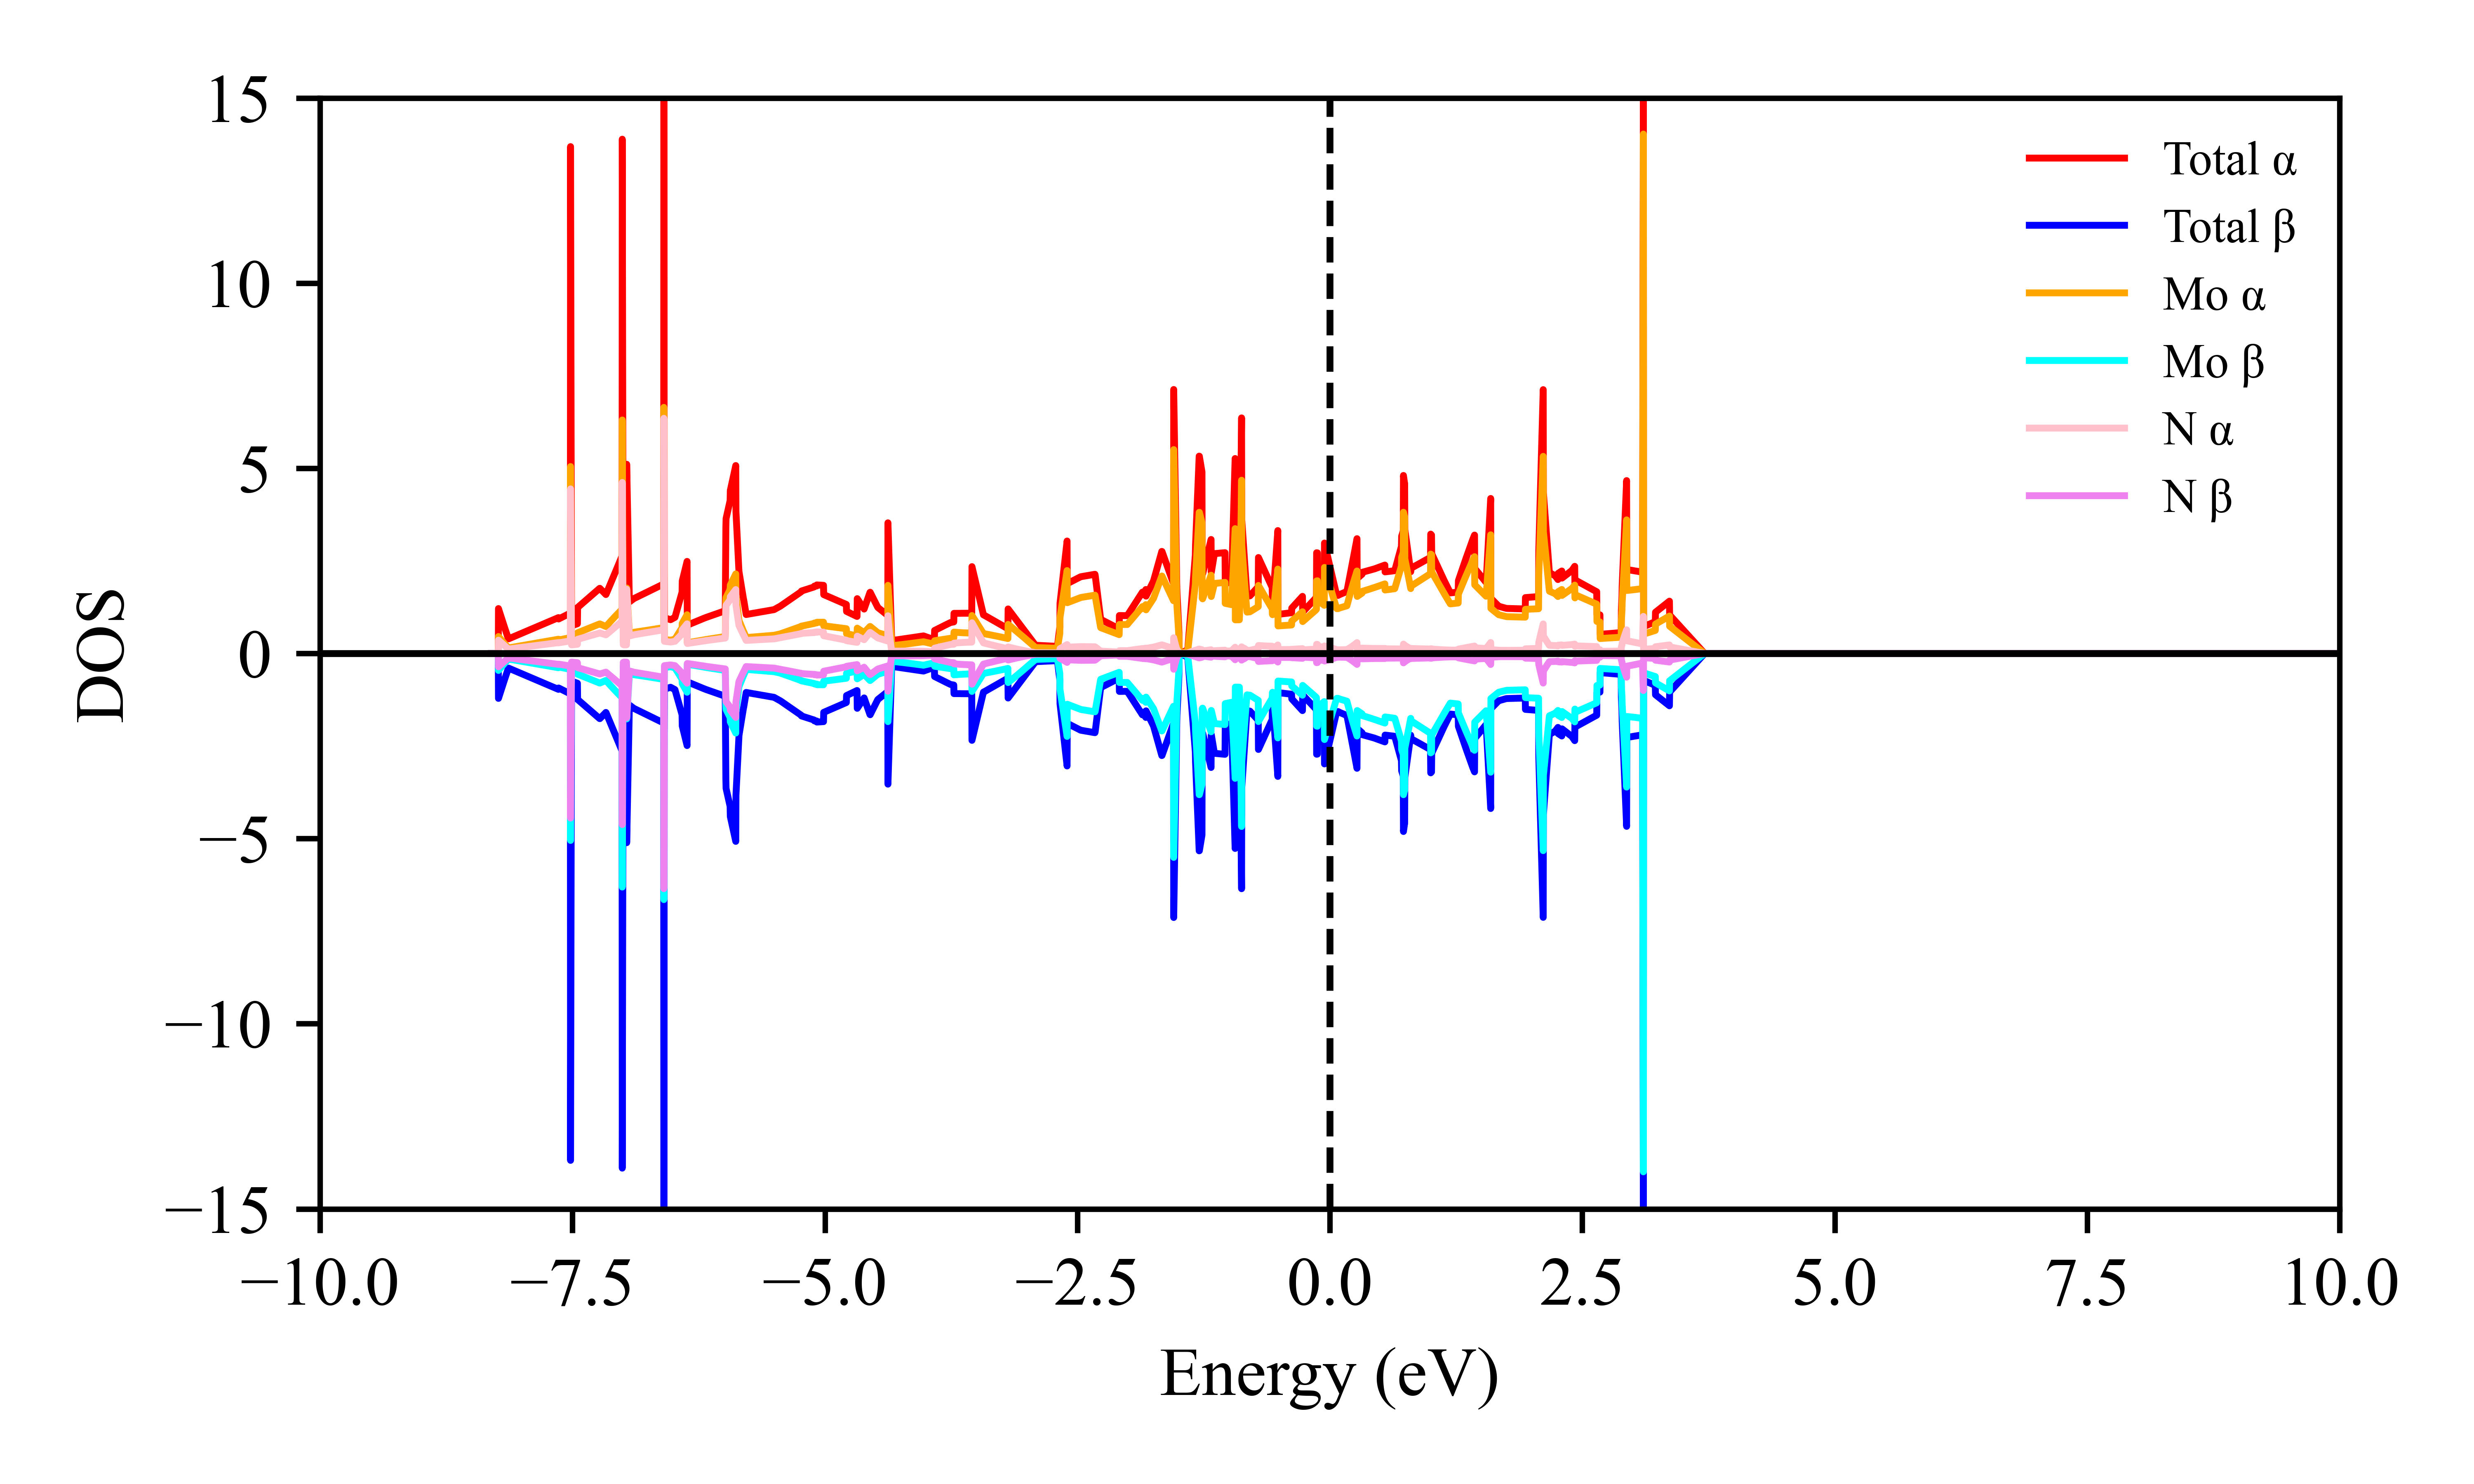 15
10
5
0
−5
−10
−15
DOS
Total α
Total β
Mo α
Mo β
N α
N β
−10.0 −7.5 −5.0 −2.5 0.0 2.5 5.0 7.5 10.0
Energy (eV)